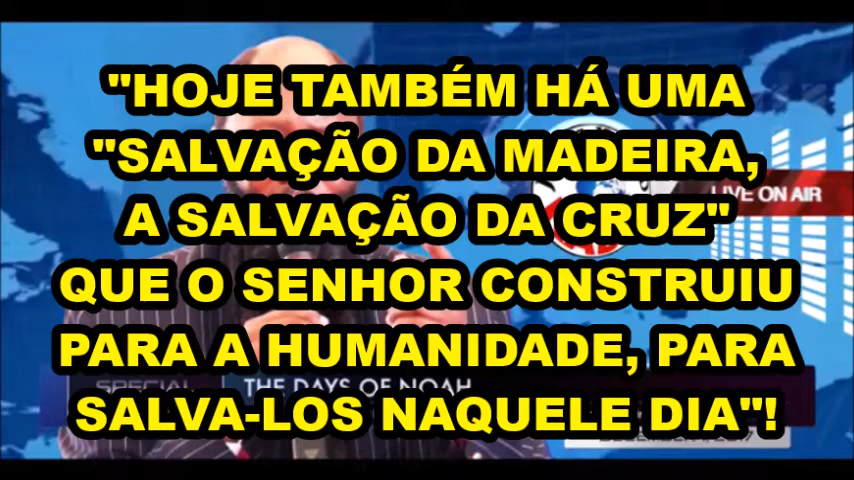 "HOJE TAMBÉM HÁ UMA
"SALVAÇÃO DA MADEIRA,
A SALVAÇÃO DA CRUZ"
LIVE ON AIR
QUE O SENHOR CONSTRUIU
PARA A HUMANIDADE, PARA
SPECIAL THE DAYS OF NOAH
SALVA-LOS NAQUELE DIA"!